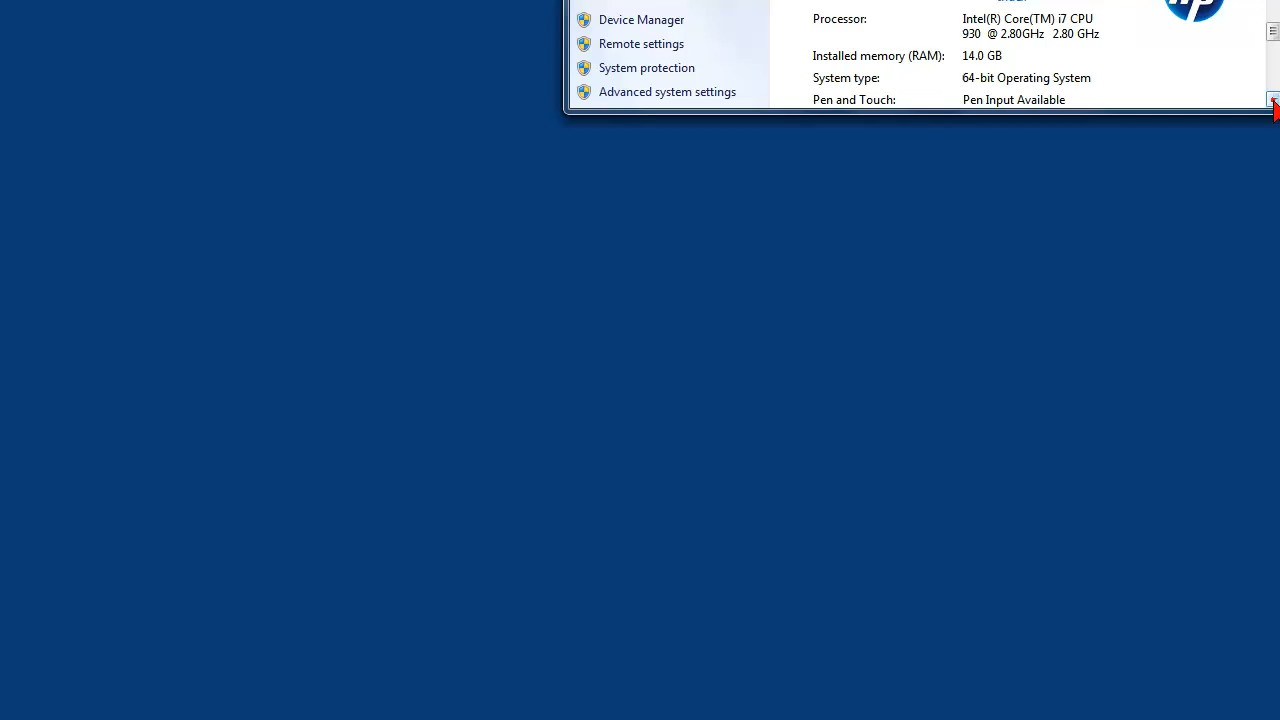 Device Manager
Remote settings
System protection
Advanced system settings
Processor: Intel(R) Core(TM) i7 CPU
930 @ 2.80GHz 2.80 GHz
Installed memory (RAM): 14.0 GB
System type: 64-bit Operating System
Pen and Touch: Pen Input Available